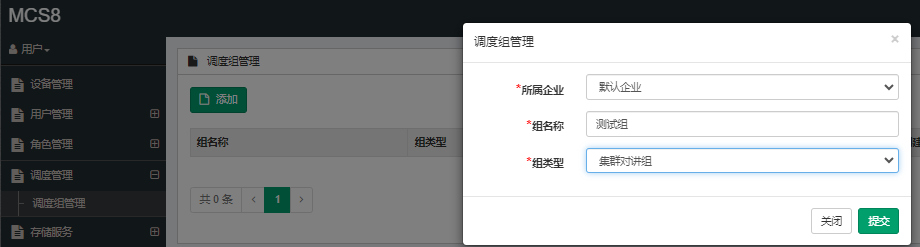 MCS8
用户
设备管理
用户管理
角色管理
调度管理
调度组管理
存储服务
调度组管理
添加
组名称
组类型
共 0 条
‹
1
›
调度组管理
×
*所属企业
默认企业
*组名称
测试组
*组类型
集群对讲组
关闭
提交